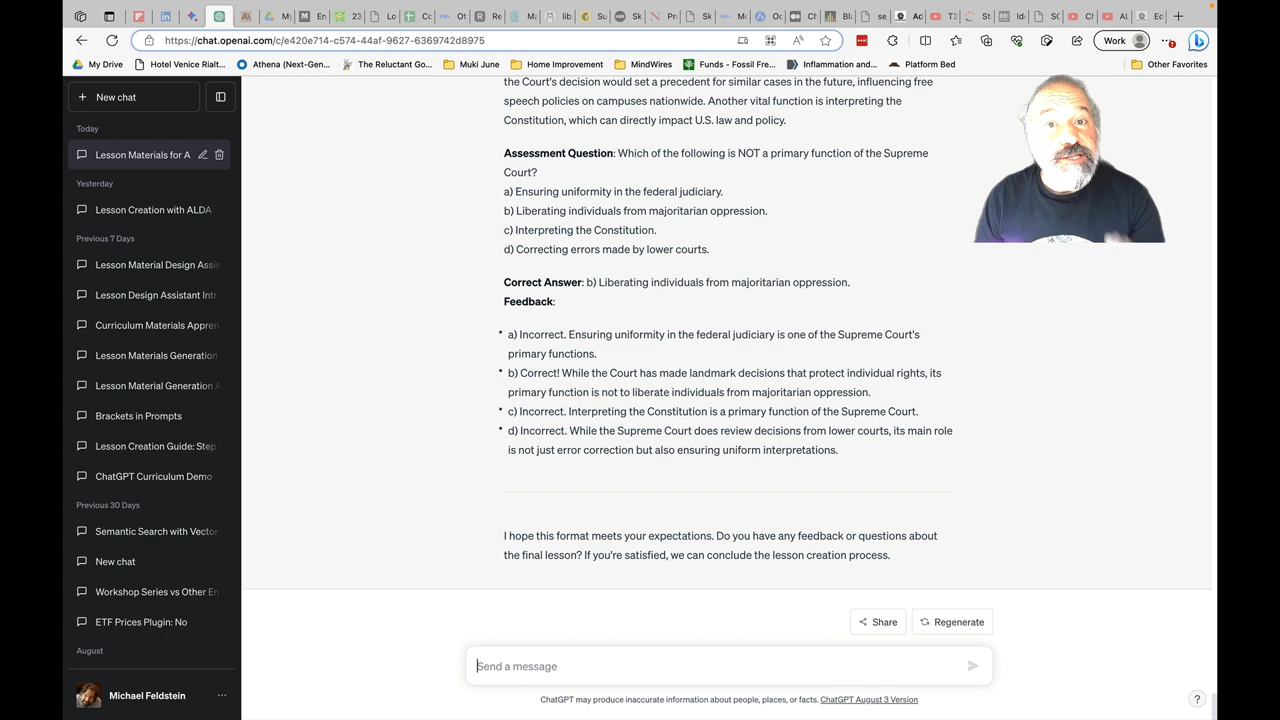 23
https://chat.openai.com/c/e420e714-c574-44af-9627-6369742d8975
Work
My Drive
Hotel Venice Rialt...
Athena (Next-Gen...
The Reluctant Go...
Muki June
Home Improvement
MindWires
Funds - Fossil Fre...
Inflammation and...
Platform Bed
Other Favorites
New chat
Today
Lesson Materials for A
Yesterday
Lesson Creation with ALDA
Previous 7 Days
Lesson Material Design Assis
Lesson Design Assistant Intr
Curriculum Materials Appren
Lesson Materials Generation
Lesson Material Generation A
Brackets in Prompts
Lesson Creation Guide: Step
ChatGPT Curriculum Demo
Previous 30 Days
Semantic Search with Vector
New chat
Workshop Series vs Other En
ETF Prices Plugin: No
August
Michael Feldstein
the Court's decision would set a precedent for similar cases in the future, influencing free
speech policies on campuses nationwide. Another vital function is interpreting the
Constitution, which can directly impact U.S. law and policy.
Assessment Question: Which of the following is NOT a primary function of the Supreme
Court?
a) Ensuring uniformity in the federal judiciary.
b) Liberating individuals from majoritarian oppression.
c) Interpreting the Constitution.
d) Correcting errors made by lower courts.
Correct Answer: b) Liberating individuals from majoritarian oppression.
Feedback:
• a) Incorrect. Ensuring uniformity in the federal judiciary is one of the Supreme Court's
primary functions.
• b) Correct! While the Court has made landmark decisions that protect individual rights, its
primary function is not to liberate individuals from majoritarian oppression.
• c) Incorrect. Interpreting the Constitution is a primary function of the Supreme Court.
• d) Incorrect. While the Supreme Court does review decisions from lower courts, its main role
is not just error correction but also ensuring uniform interpretations.
I hope this format meets your expectations. Do you have any feedback or questions about
the final lesson? If you're satisfied, we can conclude the lesson creation process.
Share
Regenerate
Send a message
ChatGPT may produce inaccurate information about people, places, or facts. ChatGPT August 3 Version
?